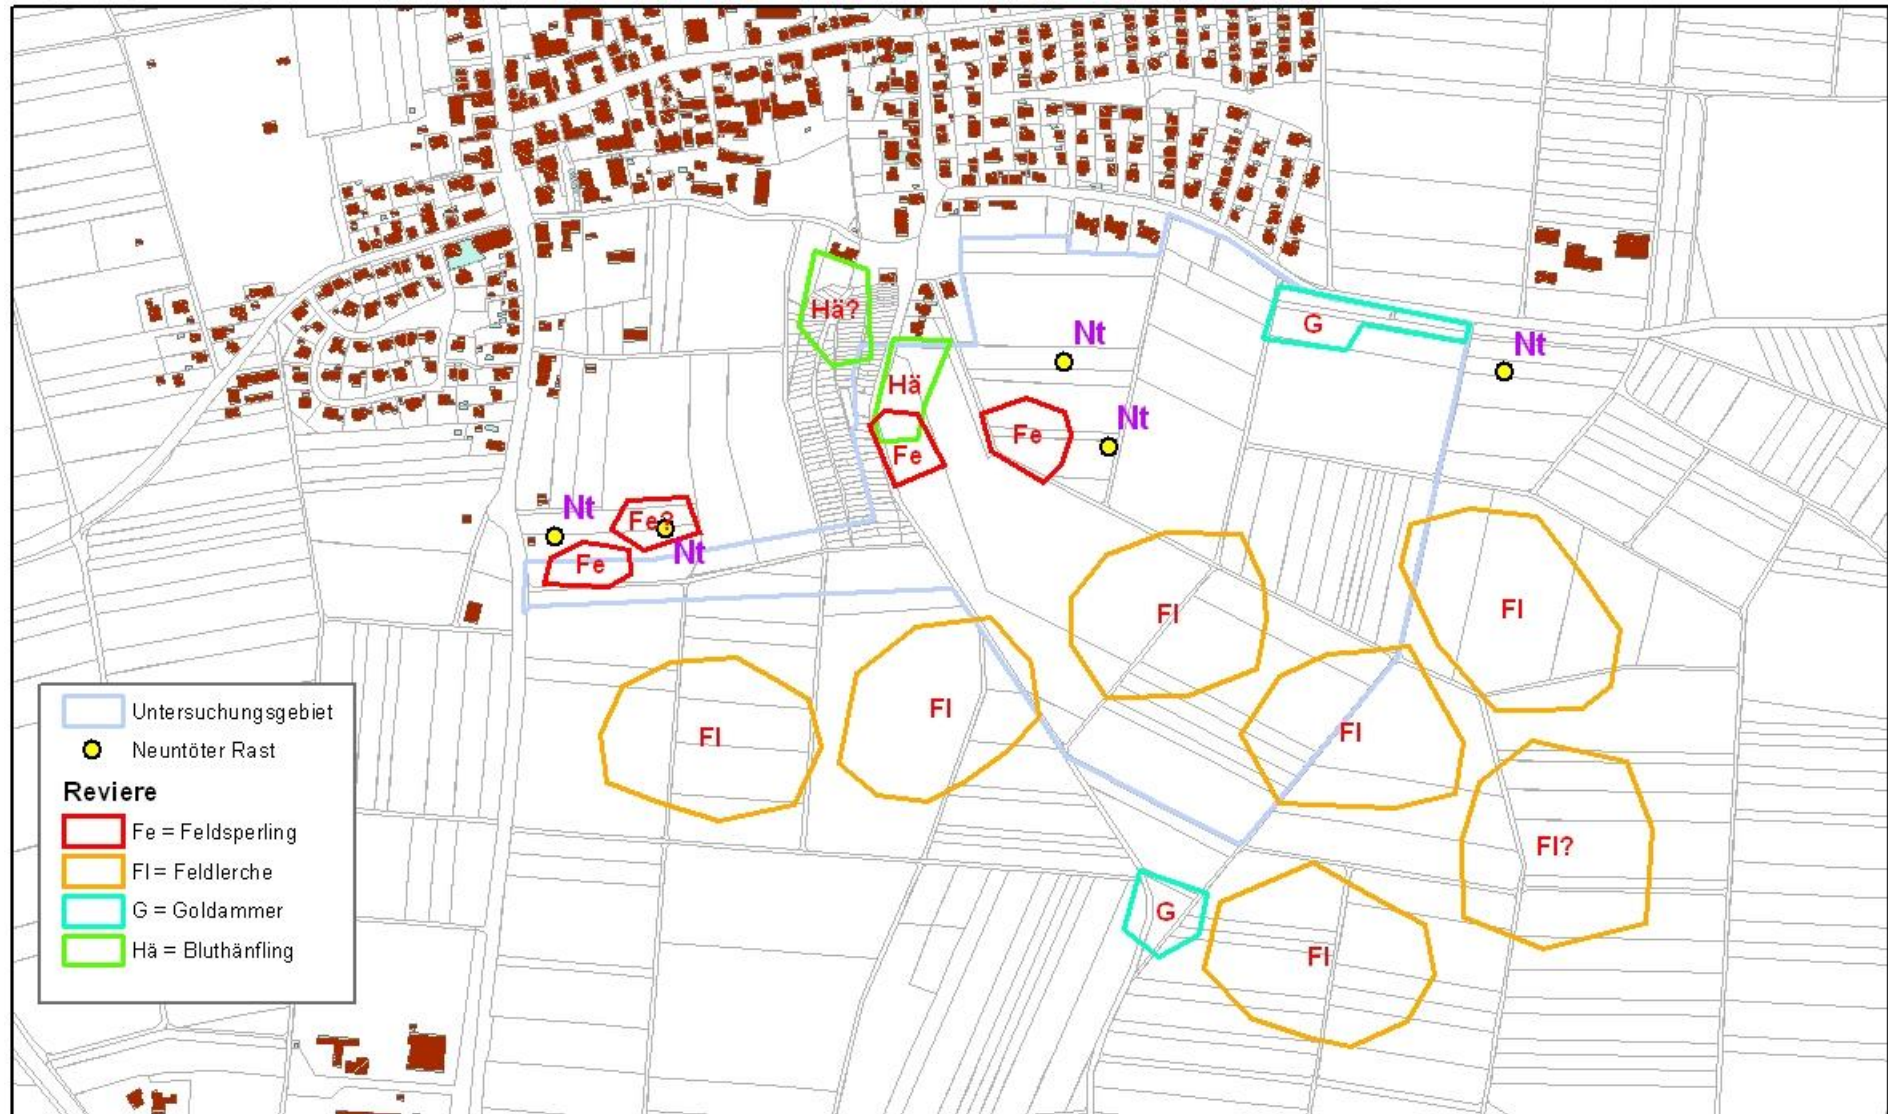 Hä?
G
Nt
Nt
Hä
Nt
Fe
Fe
Nt
Fe?
Nt
Fe
Fl
Fl
Fl
Fl
Fl
Fl?
G
Fl
Untersuchungsgebiet
Neuntöter Rast
Reviere
Fe = Feldsperling
Fl = Feldlerche
G = Goldammer
Hä = Bluthänfling